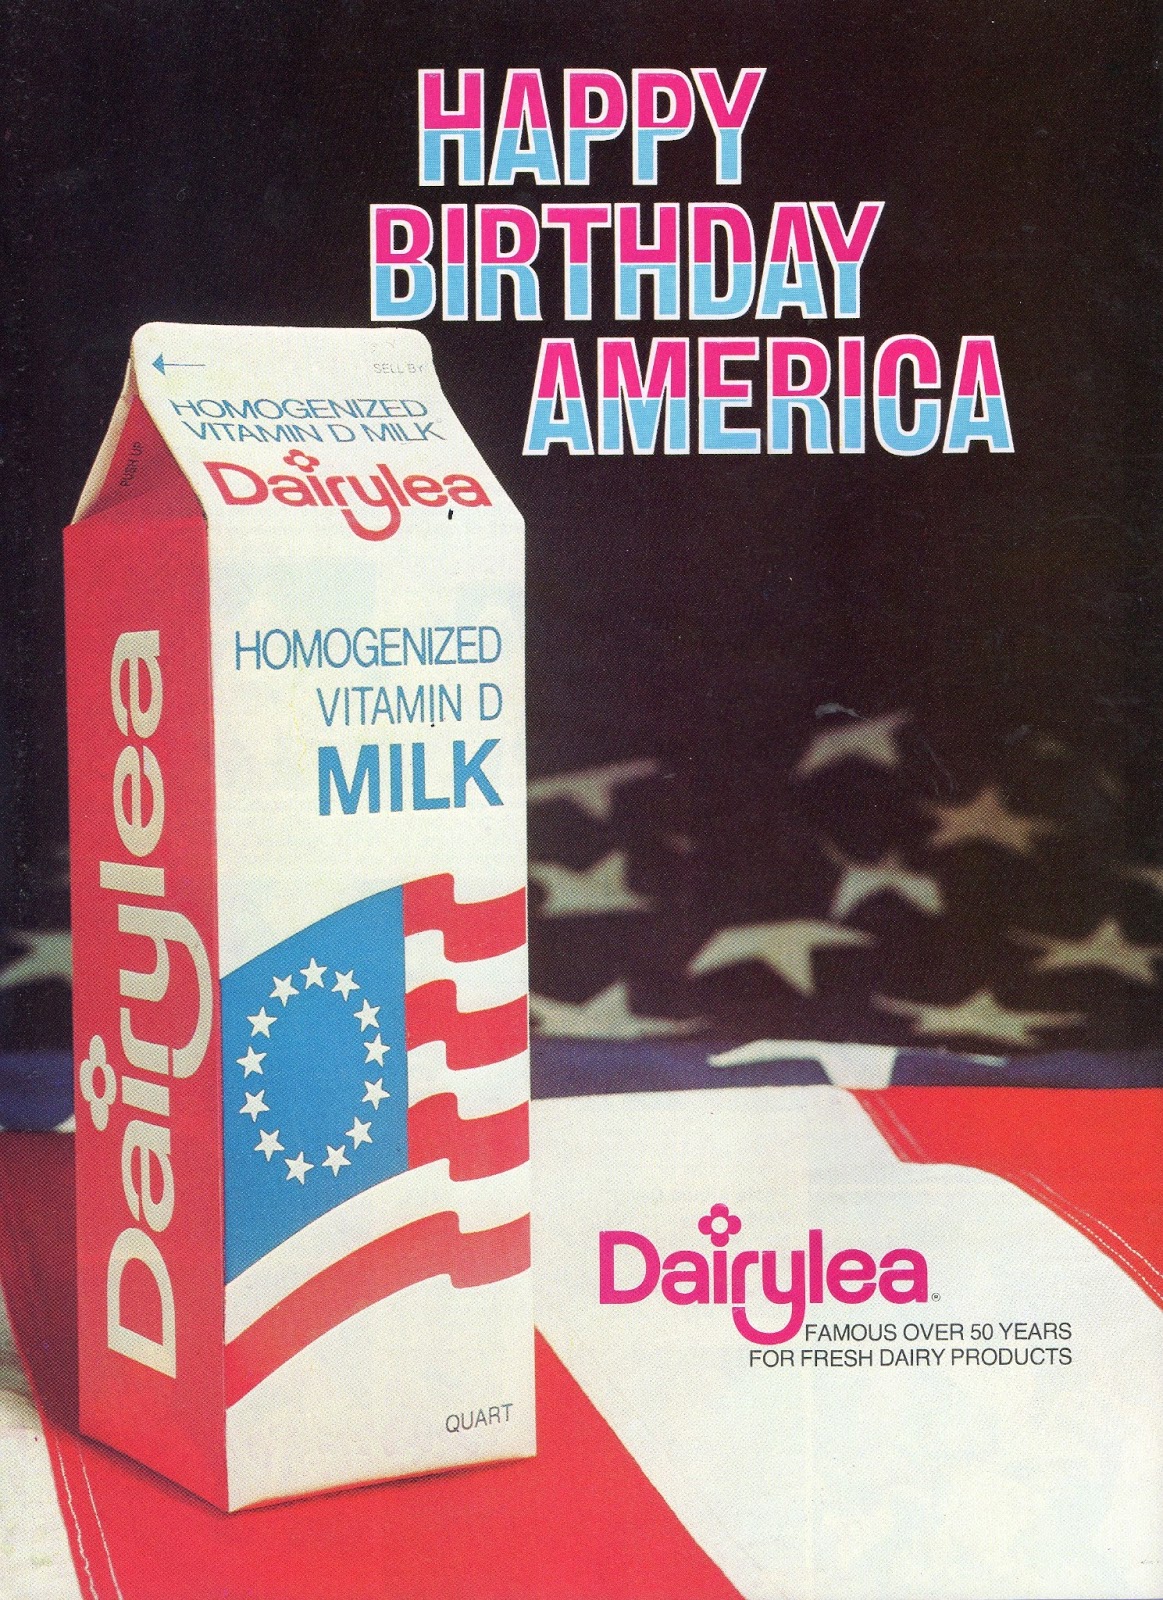 HAPPY
BIRTHDAY
AMERICA
SELL BY
HOMOGENIZED
VITAMIN D MILK
PUSH UP
Dairylea
HOMOGENIZED
VITAMIN D
MILK
Dairylea
QUART
Dairylea®
FAMOUS OVER 50 YEARS
FOR FRESH DAIRY PRODUCTS